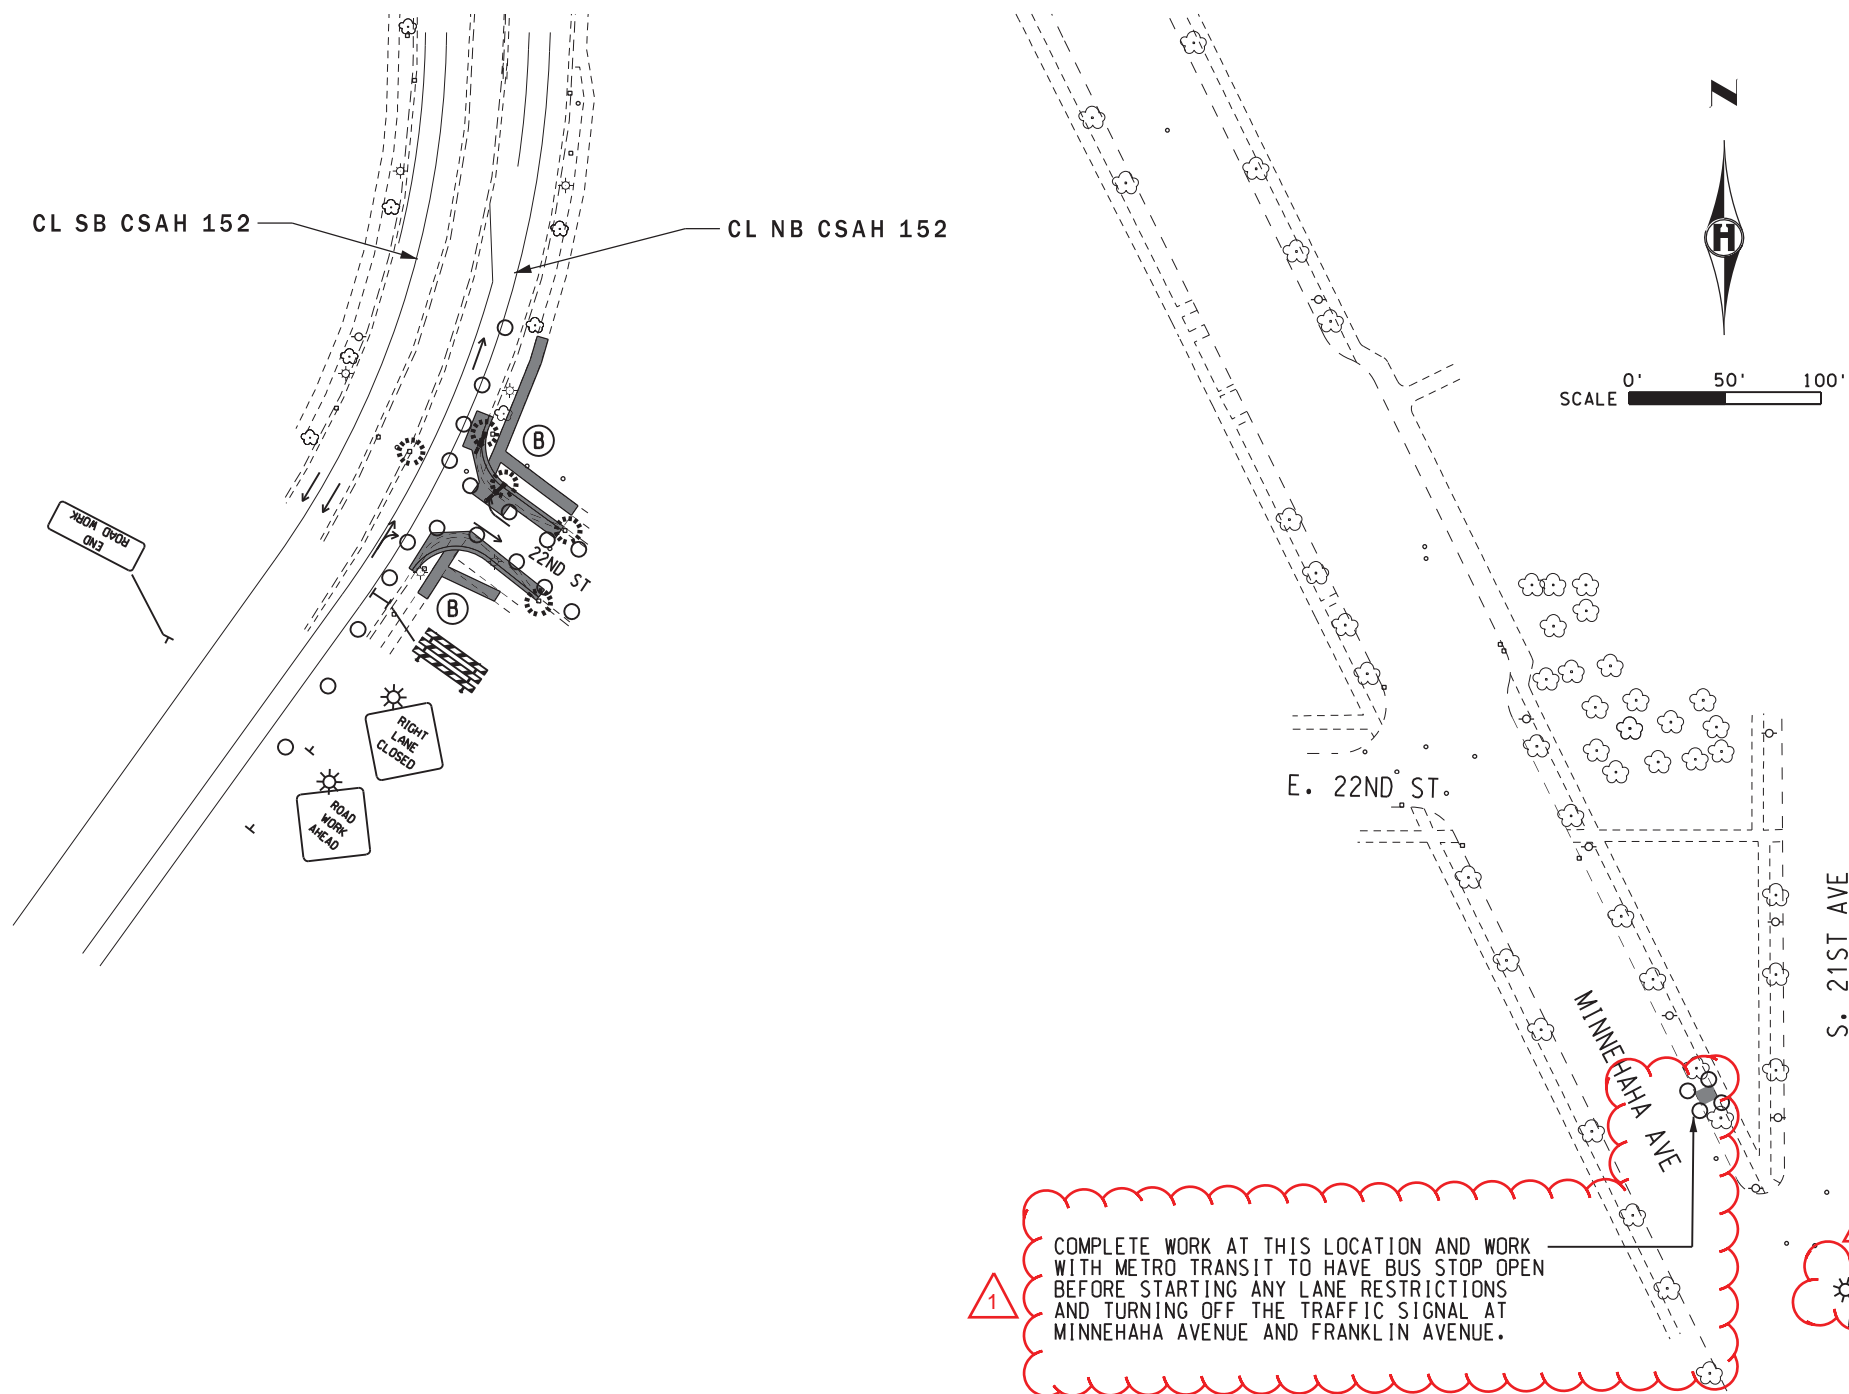 CL SB CSAH 152
CL NB CSAH 152
N
H
0' 50' 100'
SCALE
B
END
ROAD WORK
22ND ST
B
RIGHT
LANE
CLOSED
ROAD
WORK
AHEAD
E. 22ND ST.
S. 21ST AVE
MINNEHAHA AVE
COMPLETE WORK AT THIS LOCATION AND WORK
WITH METRO TRANSIT TO HAVE BUS STOP OPEN
BEFORE STARTING ANY LANE RESTRICTIONS
AND TURNING OFF THE TRAFFIC SIGNAL AT
MINNEHAHA AVENUE AND FRANKLIN AVENUE.
1